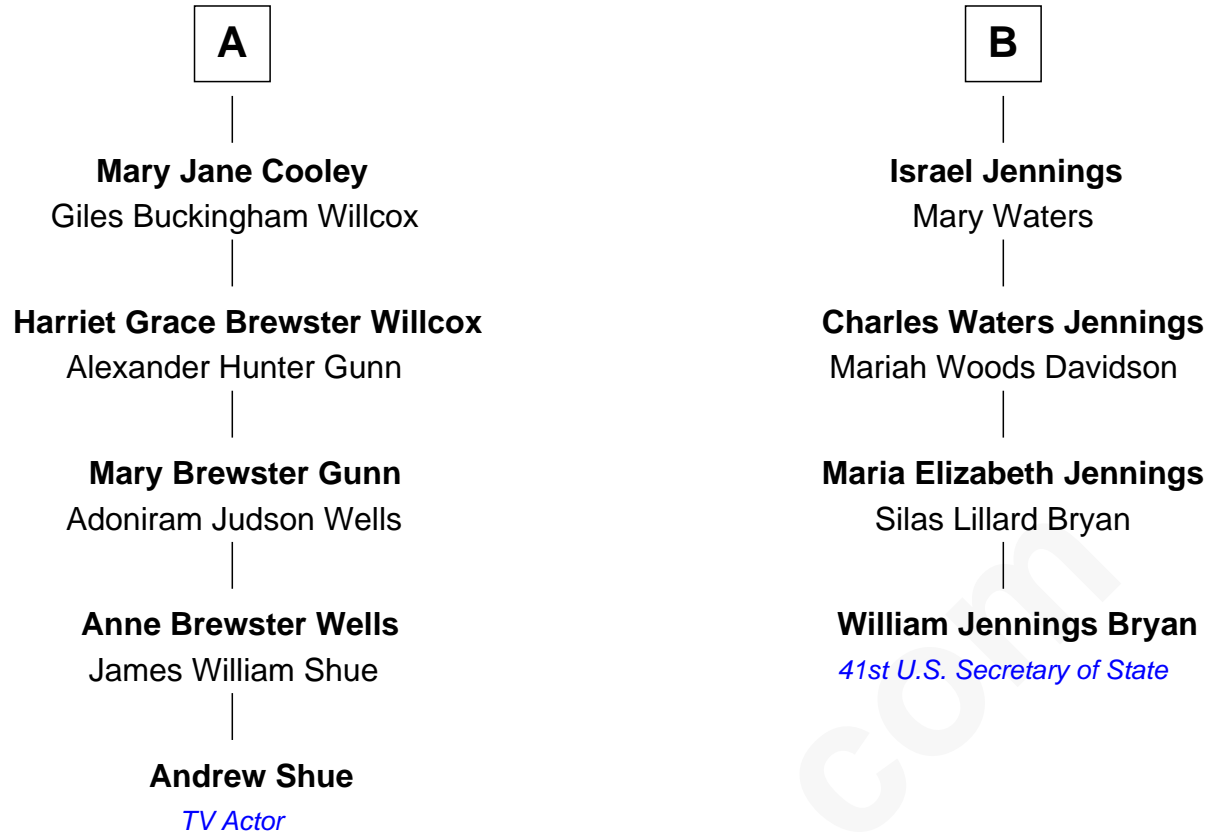 A
Mary Jane Cooley
Giles Buckingham Willcox
Harriet Grace Brewster Willcox
Alexander Hunter Gunn
Mary Brewster Gunn
Adoniram Judson Wells
Anne Brewster Wells
James William Shue
Andrew Shue
TV Actor
B
Israel Jennings
Mary Waters
Charles Waters Jennings
Mariah Woods Davidson
Maria Elizabeth Jennings
Silas Lillard Bryan
William Jennings Bryan
41st U.S. Secretary of State
com